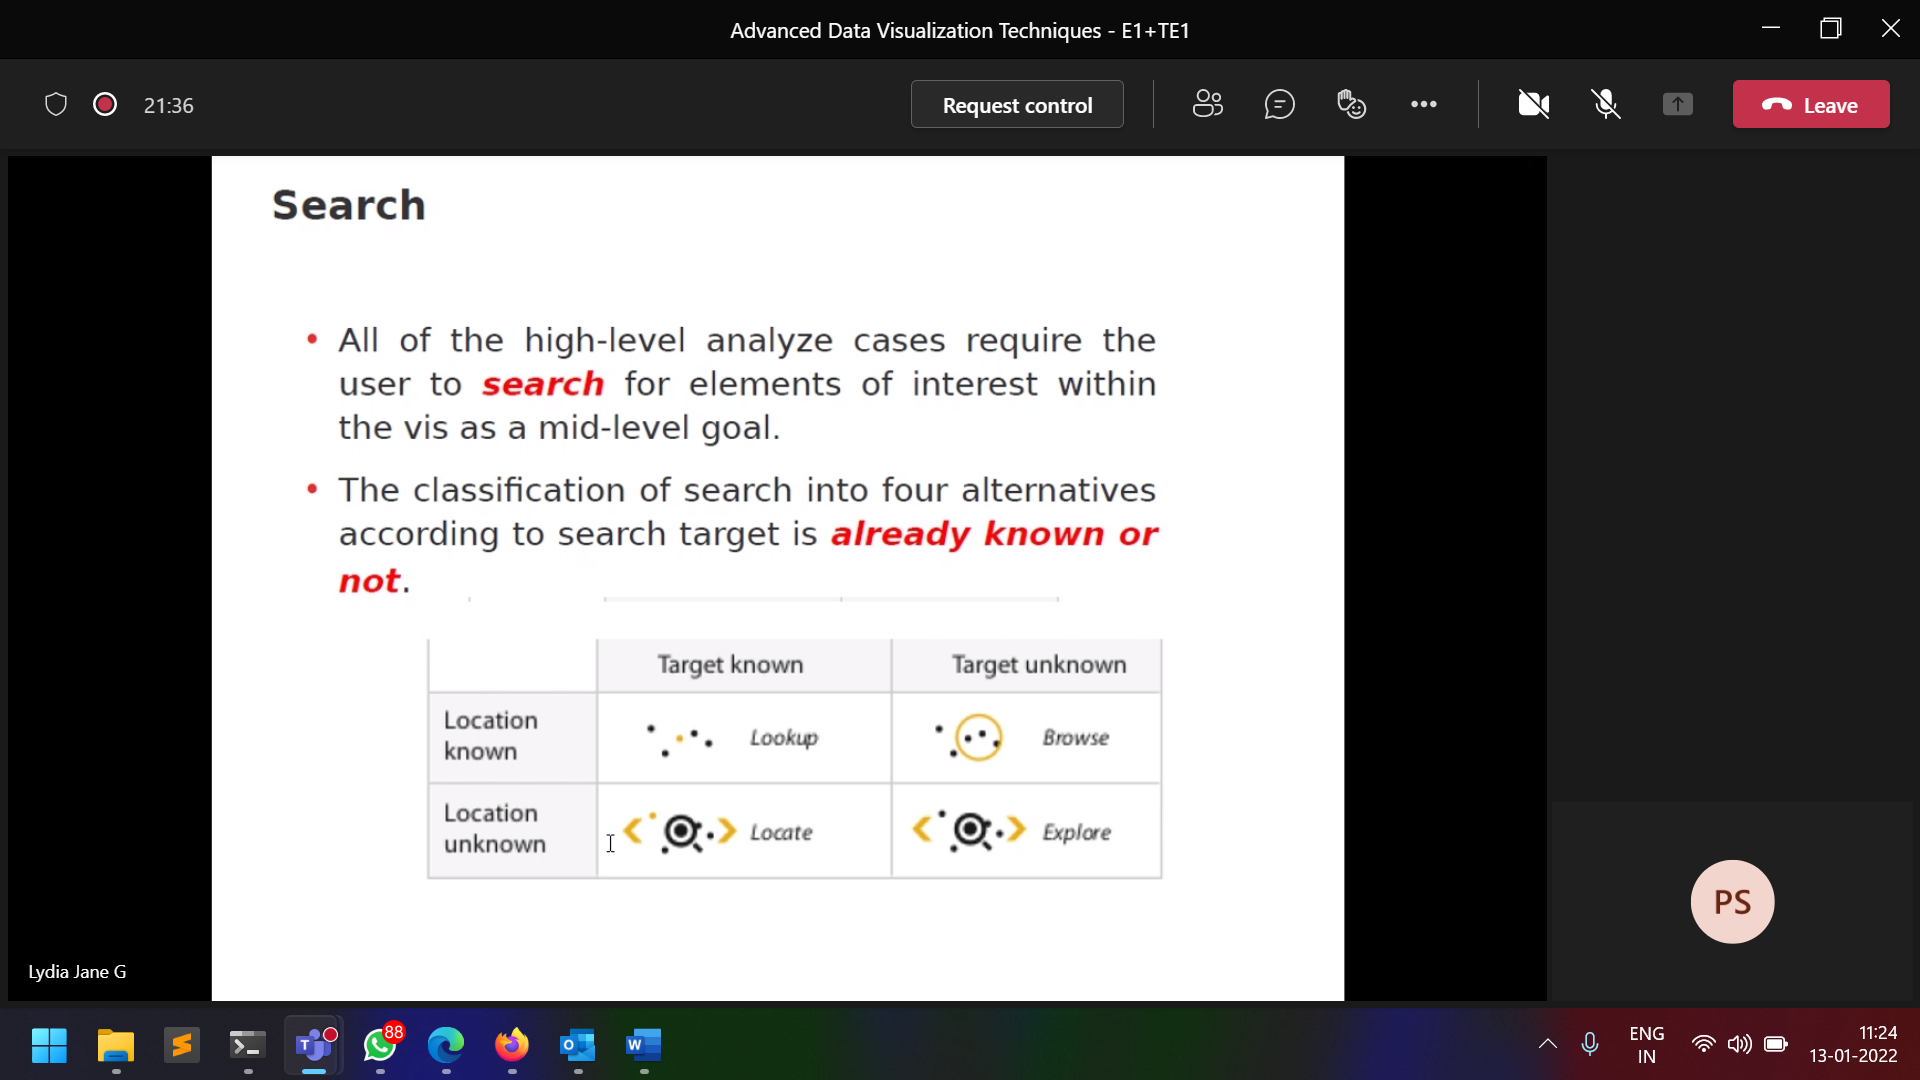 Advanced Data Visualization Techniques - E1+TE1
21:36
Request control
Leave
Search
• All of the high-level analyze cases require the
user to search for elements of interest within
the vis as a mid-level goal.
• The classification of search into four alternatives
according to search target is already known or
not.
Target known
Target unknown
Location
known
Lookup
Browse
Location
unknown
Locate
Explore
PS
Lydia Jane G
88
ENG
IN
11:24
13-01-2022